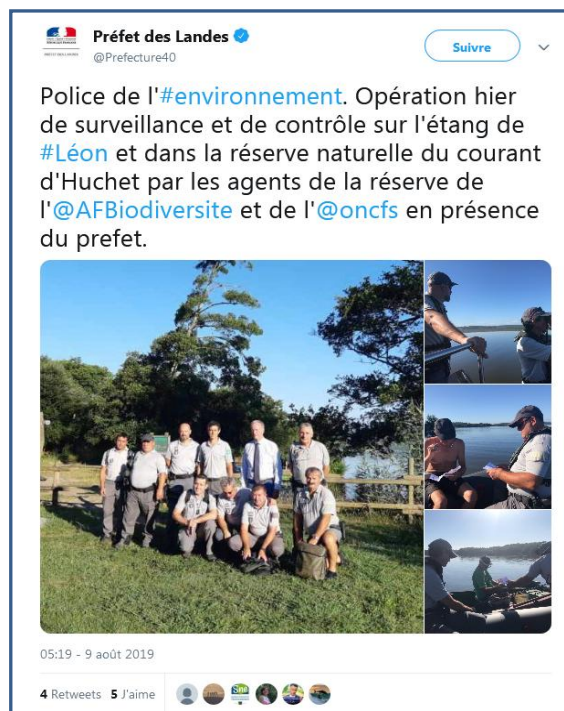 Préfet des Landes
@Prefecture40
Suivre
Police de l'#environnement. Opération hier
de surveillance et de contrôle sur l'étang de
#Léon et dans la réserve naturelle du courant
d'Huchet par les agents de la réserve de
l'@AFBiodiversite et de l'@oncfs en présence
du prefet.
05:19 - 9 août 2019
4 Retweets 5 J'aime